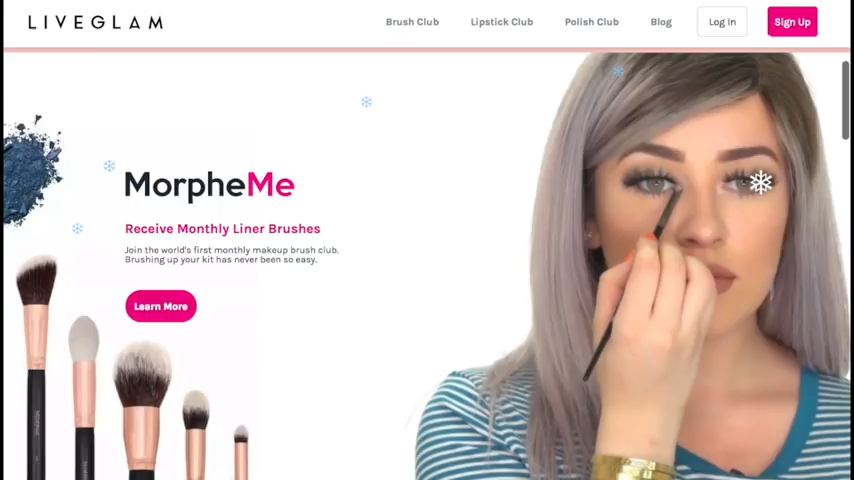 LIVEGLAM
Brush Club
Lipstick Club
Polish Club
Blog
Log In
Sign Up
MorpheMe
Receive Monthly Liner Brushes
Join the world's first monthly makeup brush club.
Brushing up your kit has never been so easy.
Learn More